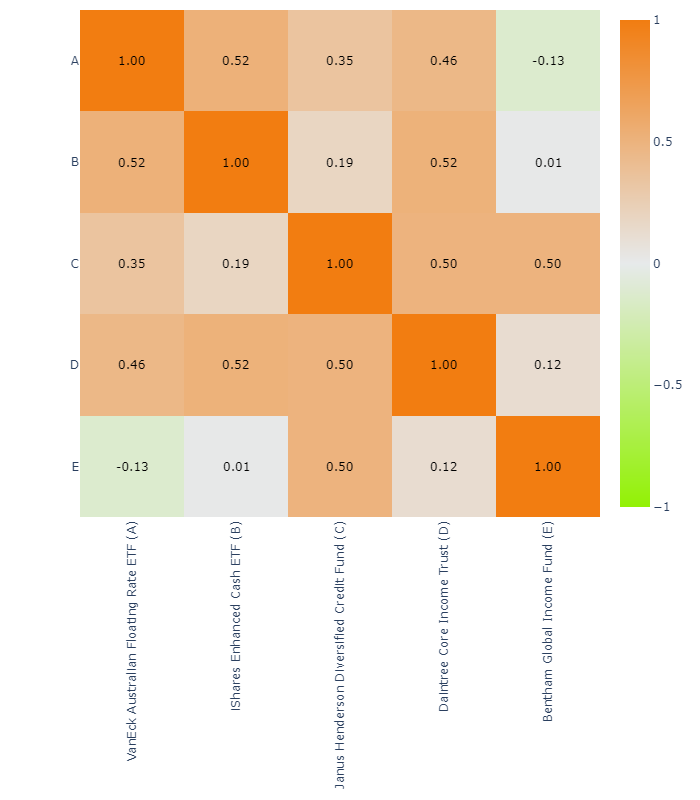 1
A 1.00 0.52 0.35 0.46 -0.13
0.5
B 0.52 1.00 0.19 0.52 0.01
0
C 0.35 0.19 1.00 0.50 0.50
D 0.46 0.52 0.50 1.00 0.12
−0.5
E -0.13 0.01 0.50 0.12 1.00
−1
VanEck Australian Floating Rate ETF (A)
iShares Enhanced Cash ETF (B)
Janus Henderson Diversified Credit Fund (C)
Daintree Core Income Trust (D)
Bentham Global Income Fund (E)